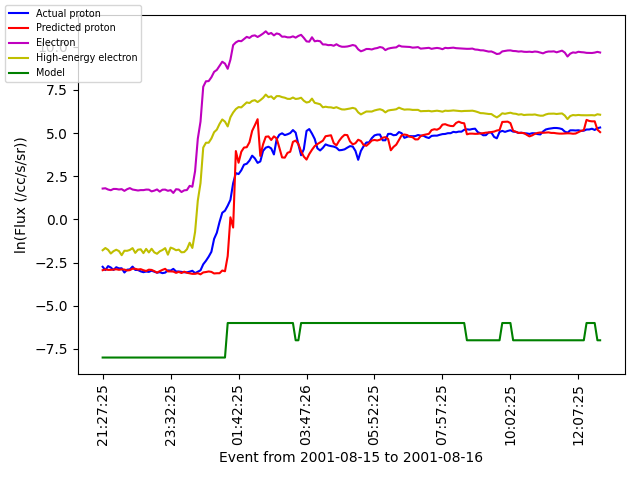 Actual proton
Predicted proton
Electron
High-energy electron
Model
10.0
7.5
5.0
2.5
0.0
−2.5
−5.0
−7.5
ln(Flux (/cc/s/sr))
21:27:25
23:32:25
01:42:25
03:47:26
05:52:25
07:57:25
10:02:25
12:07:25
Event from 2001-08-15 to 2001-08-16